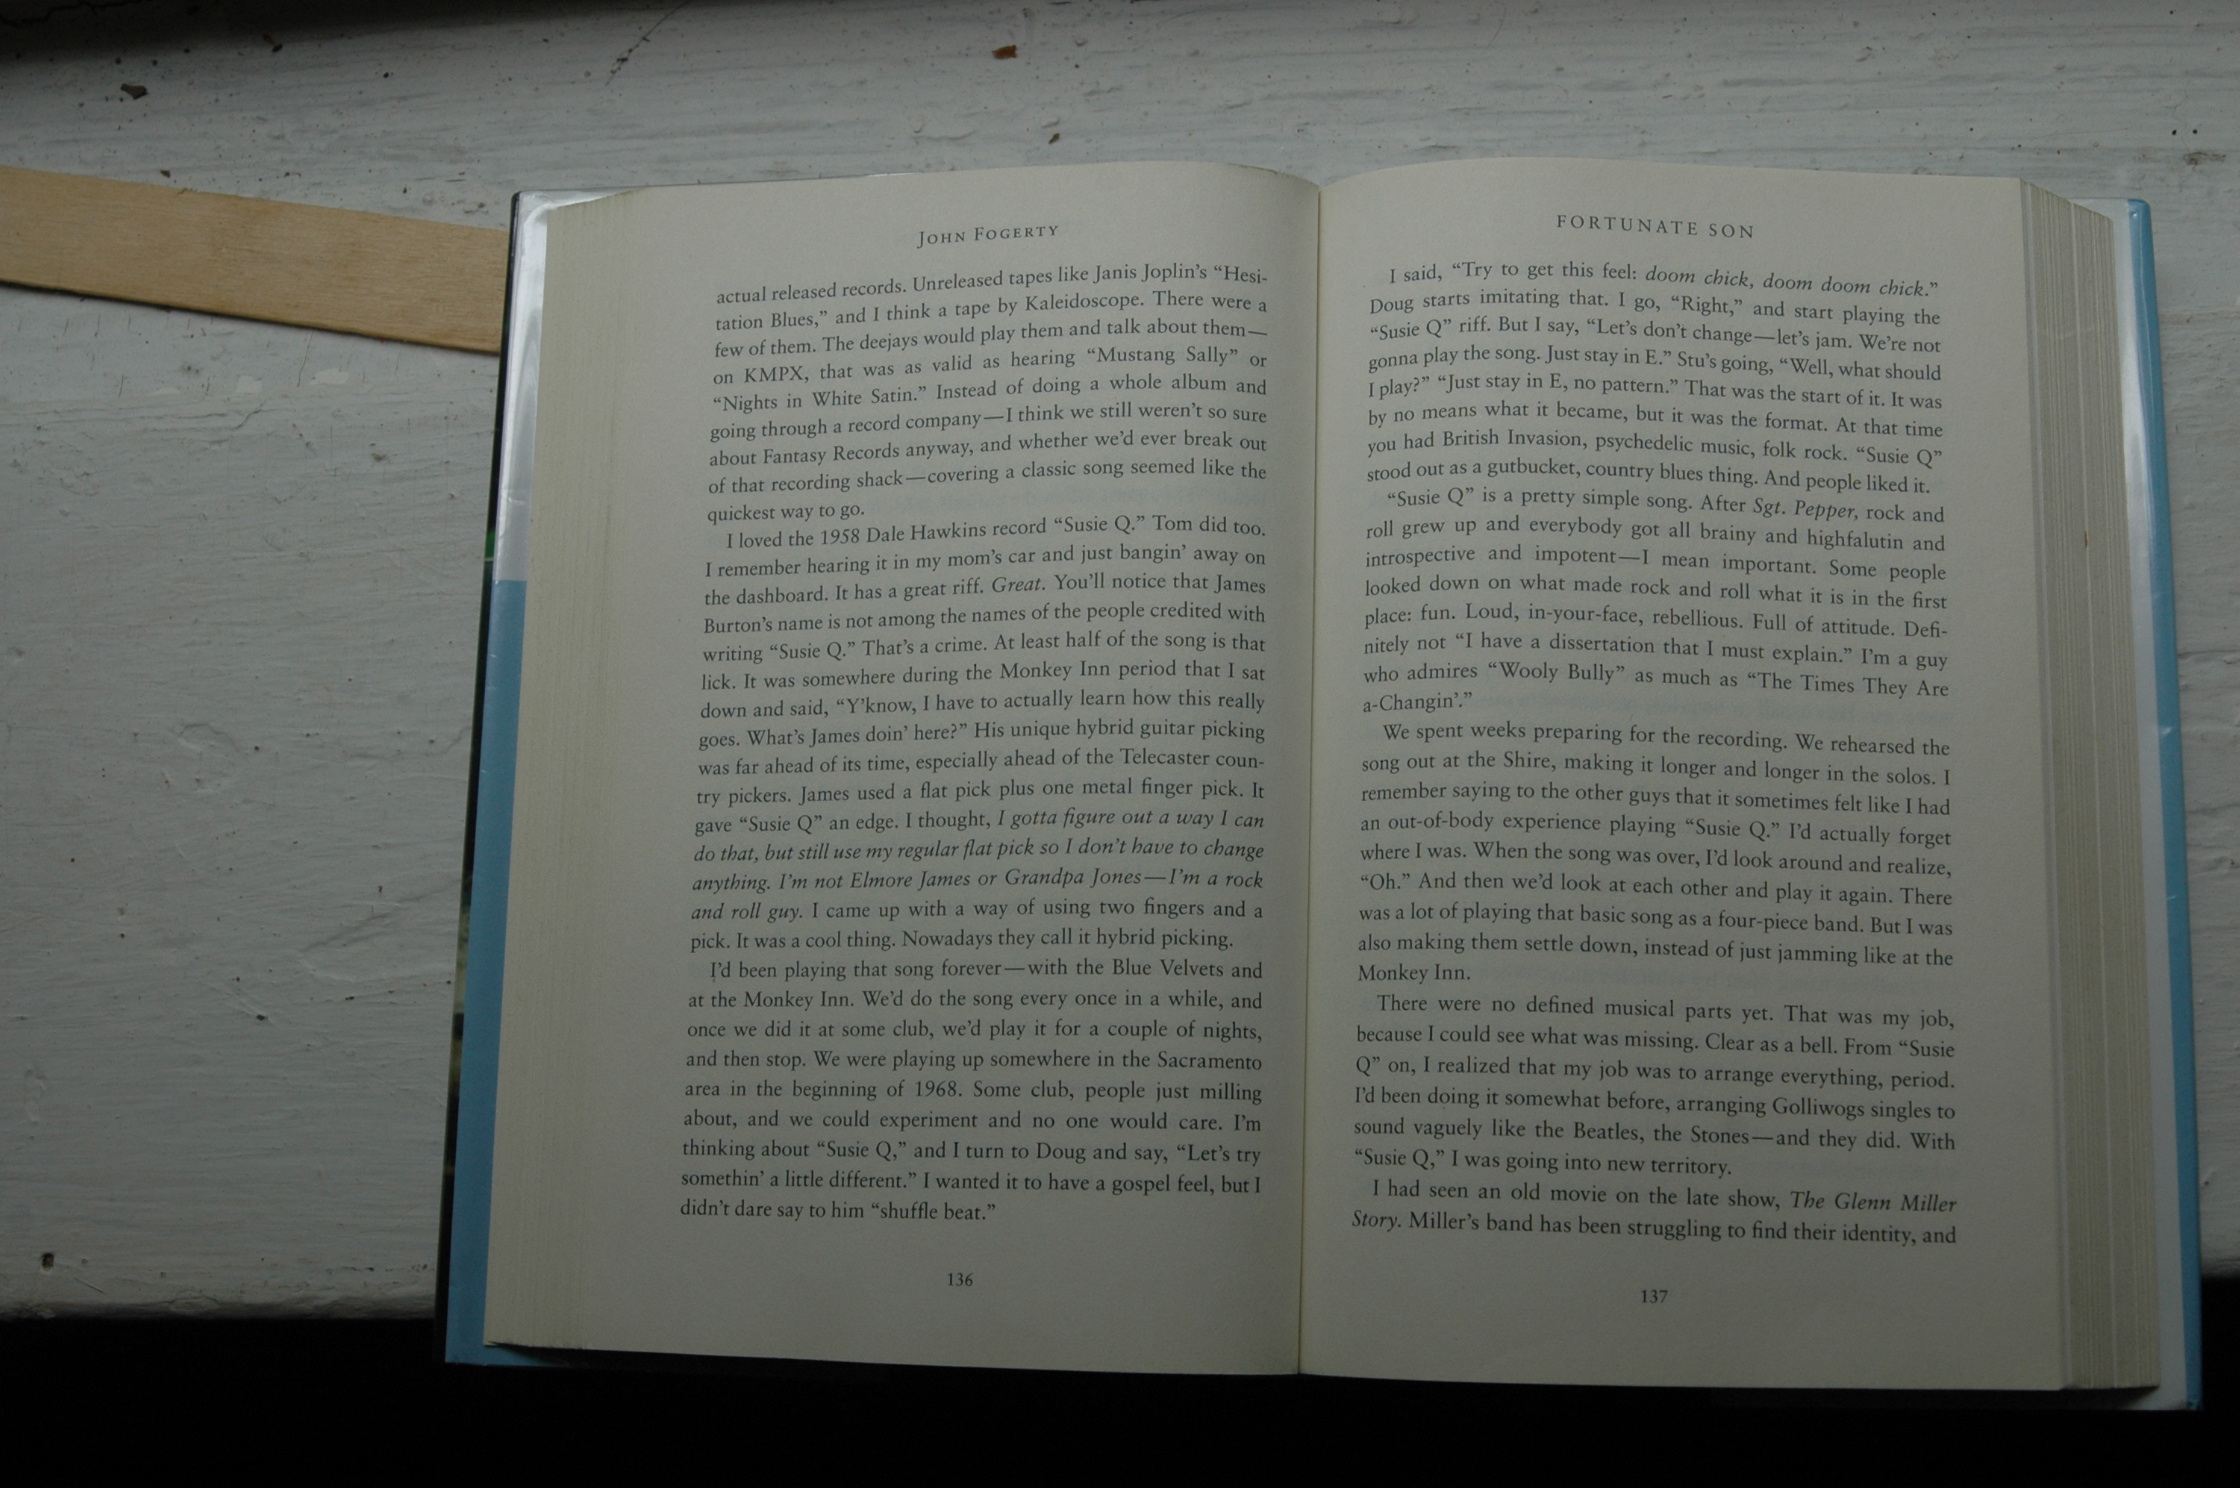 JOHN FOGERTY
actual released records. Unreleased tapes like Janis Joplin's “Hesi-
tation Blues,” and I think a tape by Kaleidoscope. There were a
few of them. The deejays would play them and talk about them—
on KMPX, that was as valid as hearing “Mustang Sally” or
“Nights in White Satin.” Instead of doing a whole album and
going through a record company—I think we still weren't so sure
about Fantasy Records anyway, and whether we'd ever break out
of that recording shack—covering a classic song seemed like the
quickest way to go.
I loved the 1958 Dale Hawkins record “Susie Q.” Tom did too.
I remember hearing it in my mom's car and just bangin' away on
the dashboard. It has a great riff. Great. You'll notice that James
Burton's name is not among the names of the people credited with
writing “Susie Q.” That's a crime. At least half of the song is that
lick. It was somewhere during the Monkey Inn period that I sat
down and said, “Y'know, I have to actually learn how this really
goes. What's James doin' here?” His unique hybrid guitar picking
was far ahead of its time, especially ahead of the Telecaster coun-
try pickers. James used a flat pick plus one metal finger pick. It
gave “Susie Q” an edge. I thought, I gotta figure out a way I can
do that, but still use my regular flat pick so I don't have to change
anything. I'm not Elmore James or Grandpa Jones—I'm a rock
and roll guy. I came up with a way of using two fingers and a
pick. It was a cool thing. Nowadays they call it hybrid picking.
I'd been playing that song forever—with the Blue Velvets and
at the Monkey Inn. We'd do the song every once in a while, and
once we did it at some club, we'd play it for a couple of nights,
and then stop. We were playing up somewhere in the Sacramento
area in the beginning of 1968. Some club, people just milling
about, and we could experiment and no one would care. I'm
thinking about “Susie Q,” and I turn to Doug and say, “Let's try
somethin' a little different.” I wanted it to have a gospel feel, but I
didn't dare say to him “shuffle beat.”
136
FORTUNATE SON
I said, “Try to get this feel: doom chick, doom doom chick.”
Doug starts imitating that. I go, “Right,” and start playing the
“Susie Q” riff. But I say, “Let's don't change—let's jam. We're not
gonna play the song. Just stay in E.” Stu's going, “Well, what should
I play?” “Just stay in E, no pattern.” That was the start of it. It was
by no means what it became, but it was the format. At that time
you had British Invasion, psychedelic music, folk rock. “Susie Q”
stood out as a gutbucket, country blues thing. And people liked it.
“Susie Q” is a pretty simple song. After Sgt. Pepper, rock and
roll grew up and everybody got all brainy and highfalutin and
introspective and impotent—I mean important. Some people
looked down on what made rock and roll what it is in the first
place: fun. Loud, in-your-face, rebellious. Full of attitude. Defi-
nitely not “I have a dissertation that I must explain.” I'm a guy
who admires “Wooly Bully” as much as “The Times They Are
a-Changin'.”
We spent weeks preparing for the recording. We rehearsed the
song out at the Shire, making it longer and longer in the solos. I
remember saying to the other guys that it sometimes felt like I had
an out-of-body experience playing “Susie Q.” I'd actually forget
where I was. When the song was over, I'd look around and realize,
“Oh.” And then we'd look at each other and play it again. There
was a lot of playing that basic song as a four-piece band. But I was
also making them settle down, instead of just jamming like at the
Monkey Inn.
There were no defined musical parts yet. That was my job,
because I could see what was missing. Clear as a bell. From “Susie
Q” on, I realized that my job was to arrange everything, period.
I'd been doing it somewhat before, arranging Golliwogs singles to
sound vaguely like the Beatles, the Stones—and they did. With
“Susie Q,” I was going into new territory.
I had seen an old movie on the late show, The Glenn Miller
Story. Miller's band has been struggling to find their identity, and
137